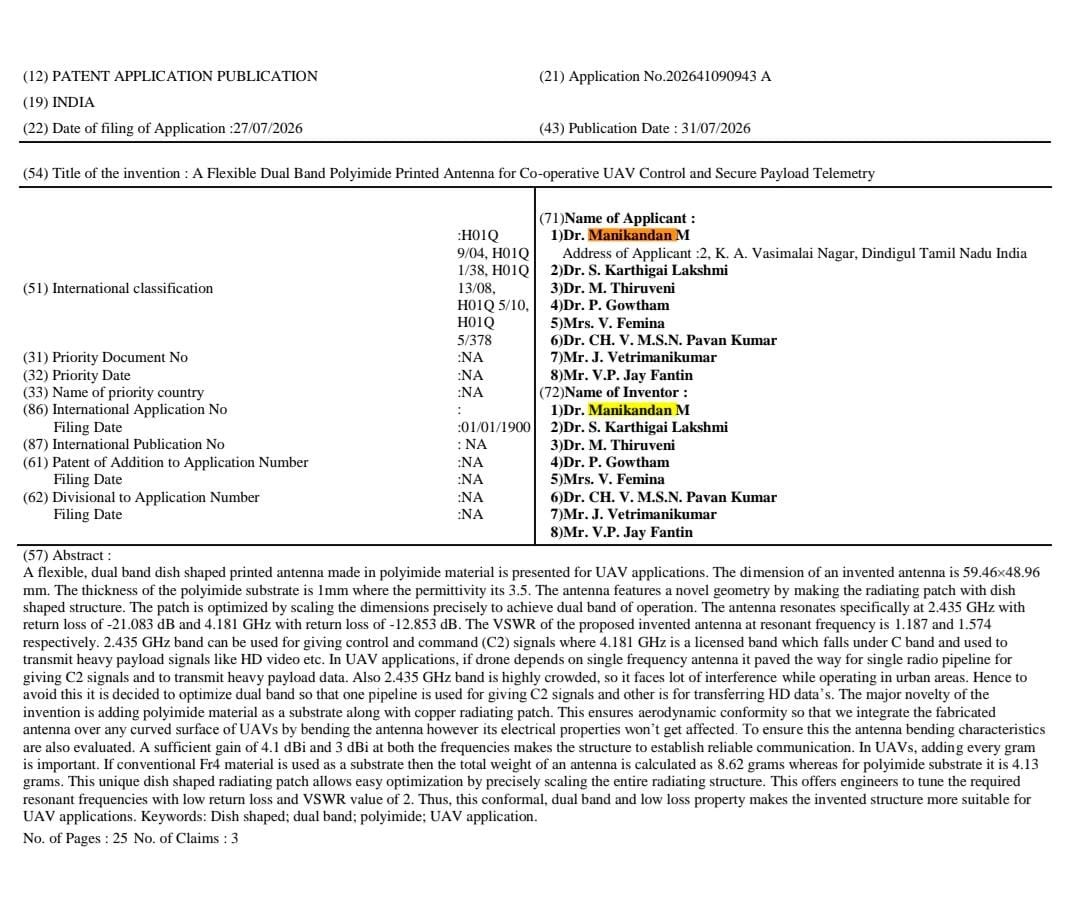 (12) PATENT APPLICATION PUBLICATION
(21) Application No.202641090943 A
(19) INDIA
(22) Date of filing of Application :27/07/2026
(43) Publication Date : 31/07/2026
(54) Title of the invention : A Flexible Dual Band Polyimide Printed Antenna for Co-operative UAV Control and Secure Payload Telemetry
(51) International classification
:H01Q
9/04, H01Q
1/38, H01Q
13/08,
H01Q 5/10,
H01Q
5/378
(31) Priority Document No :NA
(32) Priority Date :NA
(33) Name of priority country :NA
(86) International Application No :
Filing Date :01/01/1900
(87) International Publication No : NA
(61) Patent of Addition to Application Number :NA
Filing Date :NA
(62) Divisional to Application Number :NA
Filing Date :NA
(71)Name of Applicant :
1)Dr. Manikandan M
Address of Applicant :2, K. A. Vasimalai Nagar, Dindigul Tamil Nadu India
2)Dr. S. Karthigai Lakshmi
3)Dr. M. Thiruveni
4)Dr. P. Gowtham
5)Mrs. V. Femina
6)Dr. CH. V. M.S.N. Pavan Kumar
7)Mr. J. Vetrimanikumar
8)Mr. V.P. Jay Fantin
(72)Name of Inventor :
1)Dr. Manikandan M
2)Dr. S. Karthigai Lakshmi
3)Dr. M. Thiruveni
4)Dr. P. Gowtham
5)Mrs. V. Femina
6)Dr. CH. V. M.S.N. Pavan Kumar
7)Mr. J. Vetrimanikumar
8)Mr. V.P. Jay Fantin
(57) Abstract :
A flexible, dual band dish shaped printed antenna made in polyimide material is presented for UAV applications. The dimension of an invented antenna is 59.46×48.96
mm. The thickness of the polyimide substrate is 1mm where the permittivity its 3.5. The antenna features a novel geometry by making the radiating patch with dish
shaped structure. The patch is optimized by scaling the dimensions precisely to achieve dual band of operation. The antenna resonates specifically at 2.435 GHz with
return loss of -21.083 dB and 4.181 GHz with return loss of -12.853 dB. The VSWR of the proposed invented antenna at resonant frequency is 1.187 and 1.574
respectively. 2.435 GHz band can be used for giving control and command (C2) signals where 4.181 GHz is a licensed band which falls under C band and used to
transmit heavy payload signals like HD video etc. In UAV applications, if drone depends on single frequency antenna it paved the way for single radio pipeline for
giving C2 signals and to transmit heavy payload data. Also 2.435 GHz band is highly crowded, so it faces lot of interference while operating in urban areas. Hence to
avoid this it is decided to optimize dual band so that one pipeline is used for giving C2 signals and other is for transferring HD data’s. The major novelty of the
invention is adding polyimide material as a substrate along with copper radiating patch. This ensures aerodynamic conformity so that we integrate the fabricated
antenna over any curved surface of UAVs by bending the antenna however its electrical properties won’t get affected. To ensure this the antenna bending characteristics
are also evaluated. A sufficient gain of 4.1 dBi and 3 dBi at both the frequencies makes the structure to establish reliable communication. In UAVs, adding every gram
is important. If conventional Fr4 material is used as a substrate then the total weight of an antenna is calculated as 8.62 grams whereas for polyimide substrate it is 4.13
grams. This unique dish shaped radiating patch allows easy optimization by precisely scaling the entire radiating structure. This offers engineers to tune the required
resonant frequencies with low return loss and VSWR value of 2. Thus, this conformal, dual band and low loss property makes the invented structure more suitable for
UAV applications. Keywords: Dish shaped; dual band; polyimide; UAV application.
No. of Pages : 25 No. of Claims : 3